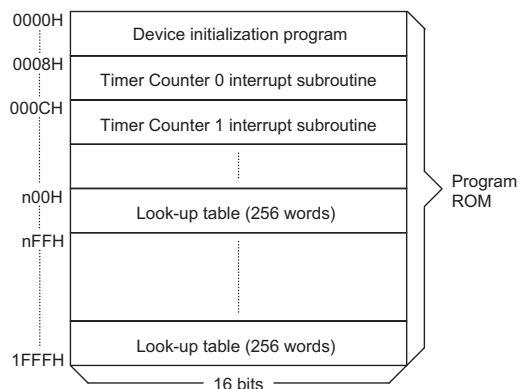 0000H
Device initialization program
0008H
Timer Counter 0 interrupt subroutine
000CH
Timer Counter 1 interrupt subroutine
n00H
Look-up table (256 words)
nFFH
Program
ROM
Look-up table (256 words)
1FFFH
16 bits